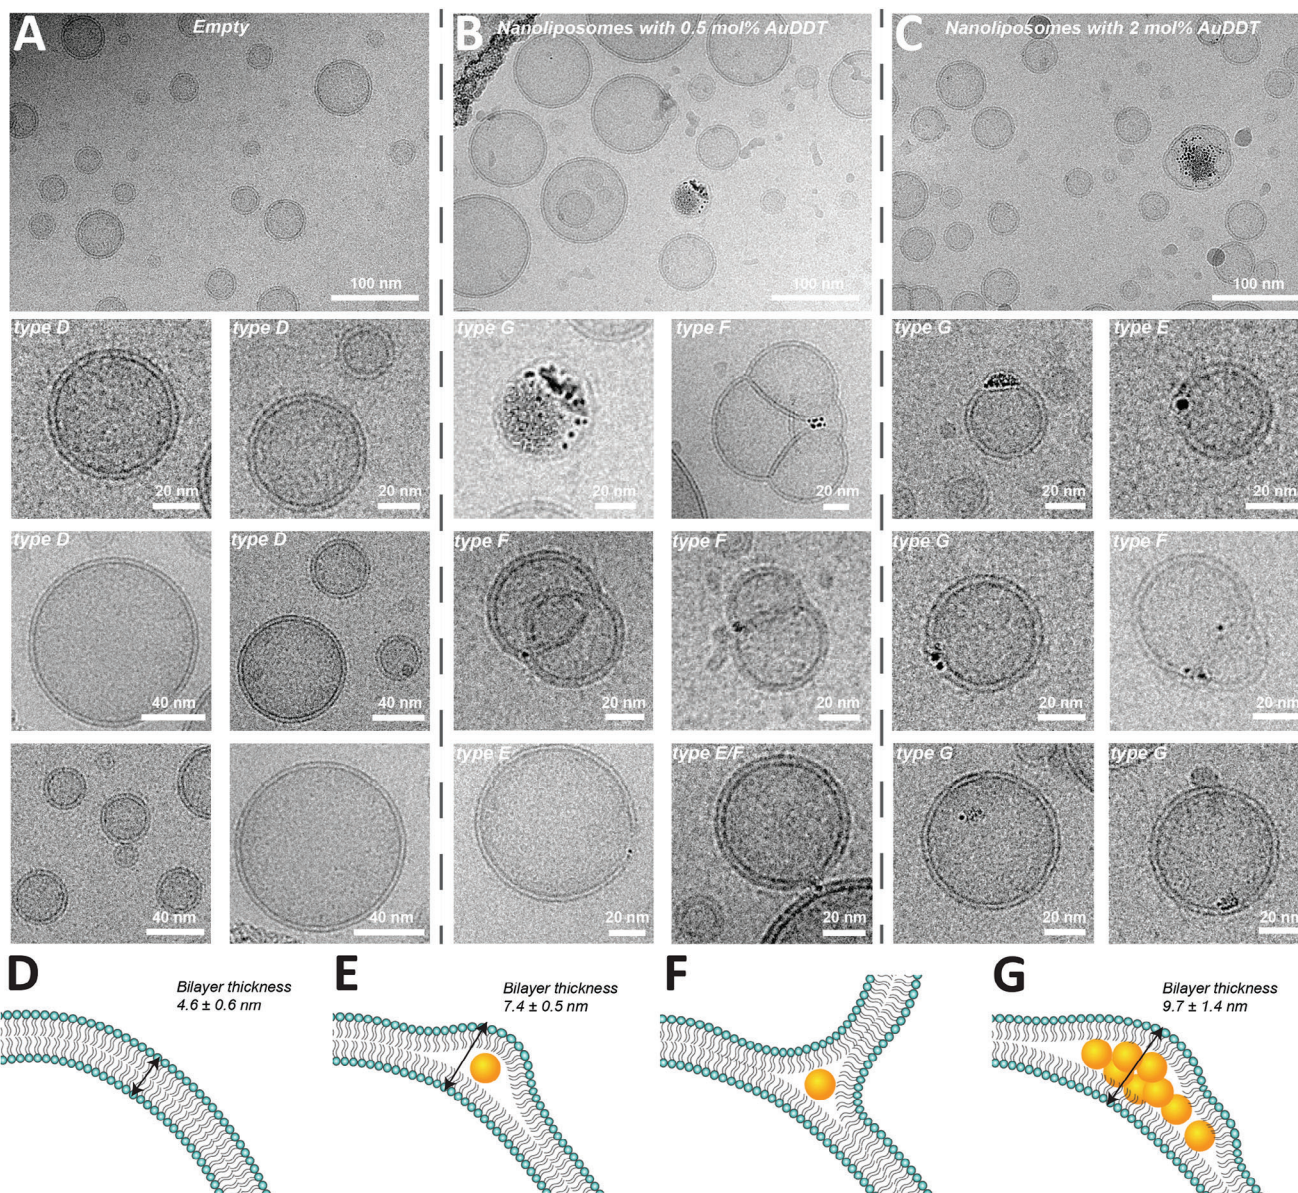 A
Empty
100 nm
B
Nanoliposomes with 0.5 mol% AuDDT
100 nm
C
Nanoliposomes with 2 mol% AuDDT
100 nm
type D
20 nm
type D
20 nm
type G
20 nm
type F
20 nm
type G
20 nm
type E
20 nm
type D
40 nm
type D
40 nm
type F
20 nm
type F
20 nm
type G
20 nm
type F
20 nm
40 nm
40 nm
type E
20 nm
type E/F
20 nm
type G
20 nm
type G
20 nm
D
Bilayer thickness
4.6 ± 0.6 nm
E
Bilayer thickness
7.4 ± 0.5 nm
F
G
Bilayer thickness
9.7 ± 1.4 nm